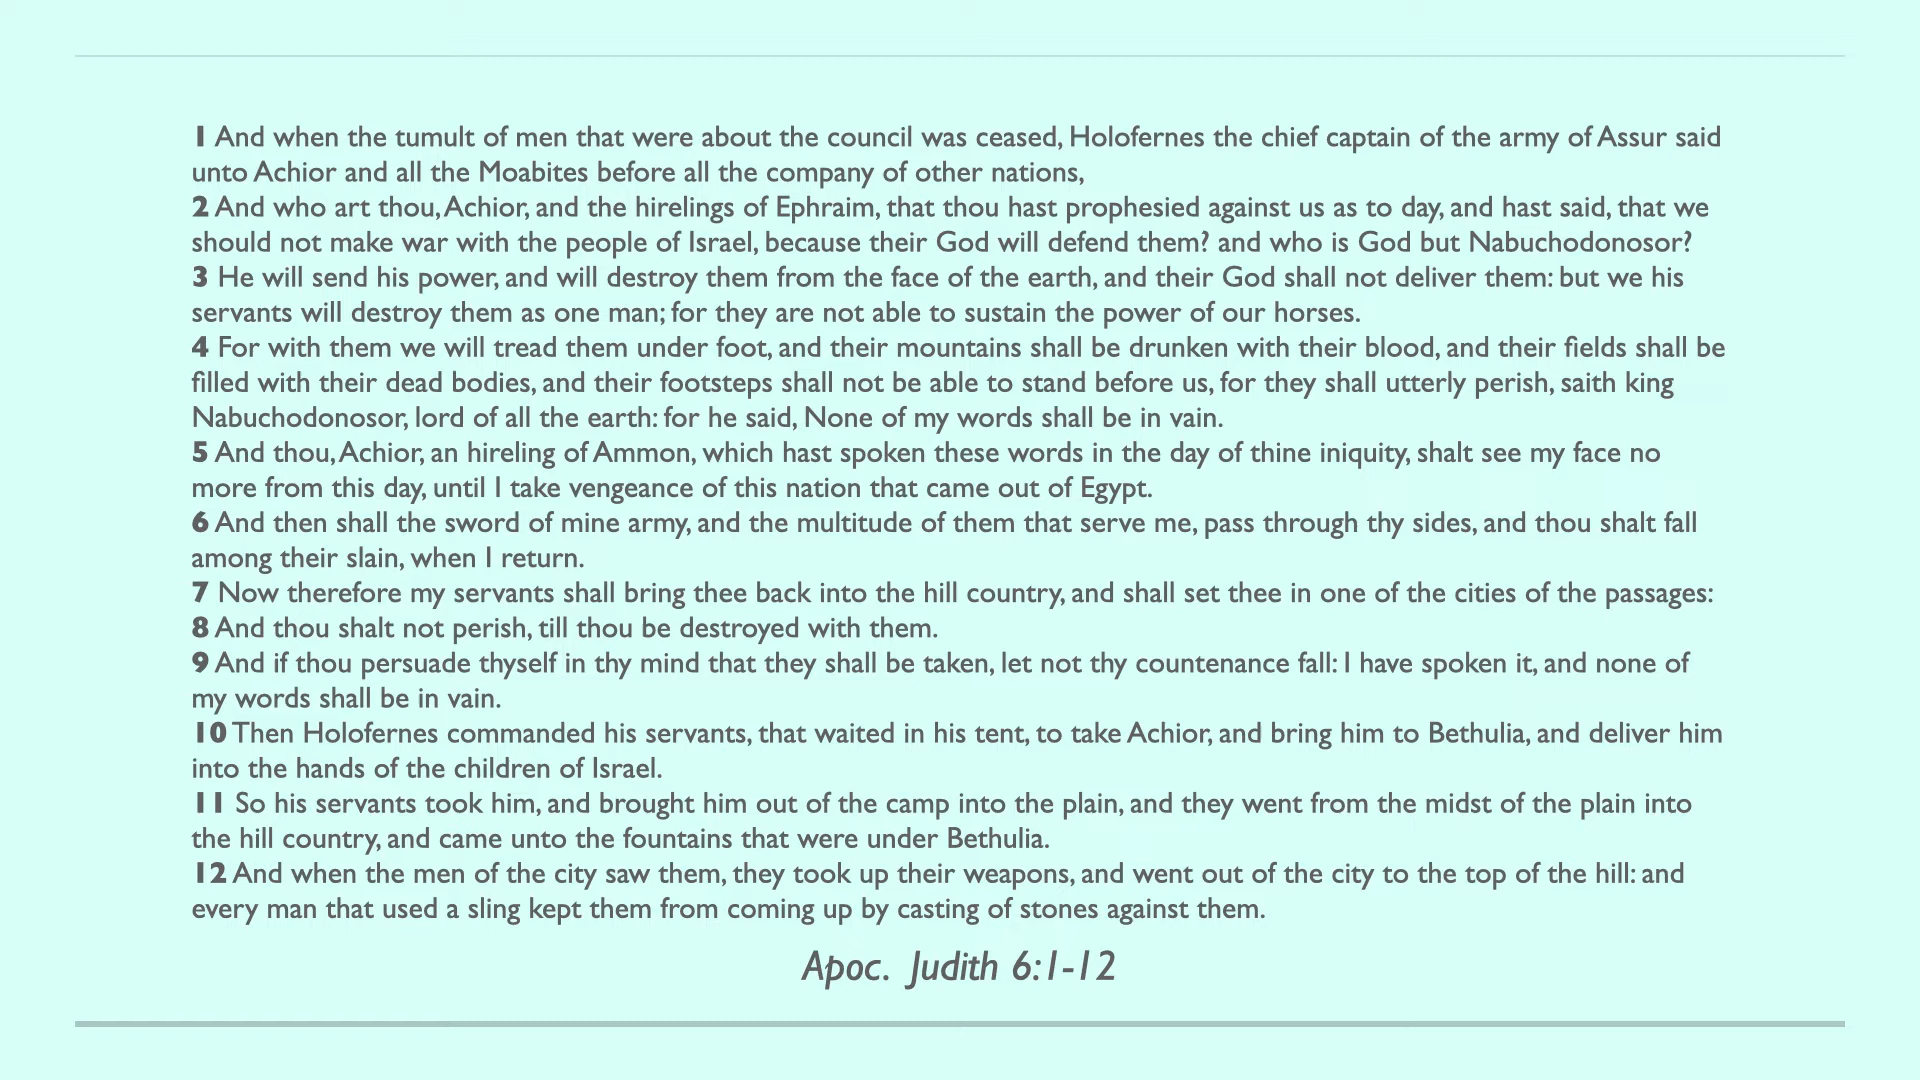 1 And when the tumult of men that were about the council was ceased, Holofernes the chief captain of the army of Assur said
unto Achior and all the Moabites before all the company of other nations,
2 And who art thou, Achior, and the hirelings of Ephraim, that thou hast prophesied against us as to day, and hast said, that we
should not make war with the people of Israel, because their God will defend them? and who is God but Nabuchodonosor?
3 He will send his power, and will destroy them from the face of the earth, and their God shall not deliver them: but we his
servants will destroy them as one man; for they are not able to sustain the power of our horses.
4 For with them we will tread them under foot, and their mountains shall be drunken with their blood, and their fields shall be
filled with their dead bodies, and their footsteps shall not be able to stand before us, for they shall utterly perish, saith king
Nabuchodonosor, lord of all the earth: for he said, None of my words shall be in vain.
5 And thou, Achior, an hireling of Ammon, which hast spoken these words in the day of thine iniquity, shalt see my face no
more from this day, until I take vengeance of this nation that came out of Egypt.
6 And then shall the sword of mine army, and the multitude of them that serve me, pass through thy sides, and thou shalt fall
among their slain, when I return.
7 Now therefore my servants shall bring thee back into the hill country, and shall set thee in one of the cities of the passages:
8 And thou shalt not perish, till thou be destroyed with them.
9 And if thou persuade thyself in thy mind that they shall be taken, let not thy countenance fall: I have spoken it, and none of
my words shall be in vain.
10 Then Holofernes commanded his servants, that waited in his tent, to take Achior, and bring him to Bethulia, and deliver him
into the hands of the children of Israel.
11 So his servants took him, and brought him out of the camp into the plain, and they went from the midst of the plain into
the hill country, and came unto the fountains that were under Bethulia.
12 And when the men of the city saw them, they took up their weapons, and went out of the city to the top of the hill: and
every man that used a sling kept them from coming up by casting of stones against them.
Apoc. Judith 6:1-12